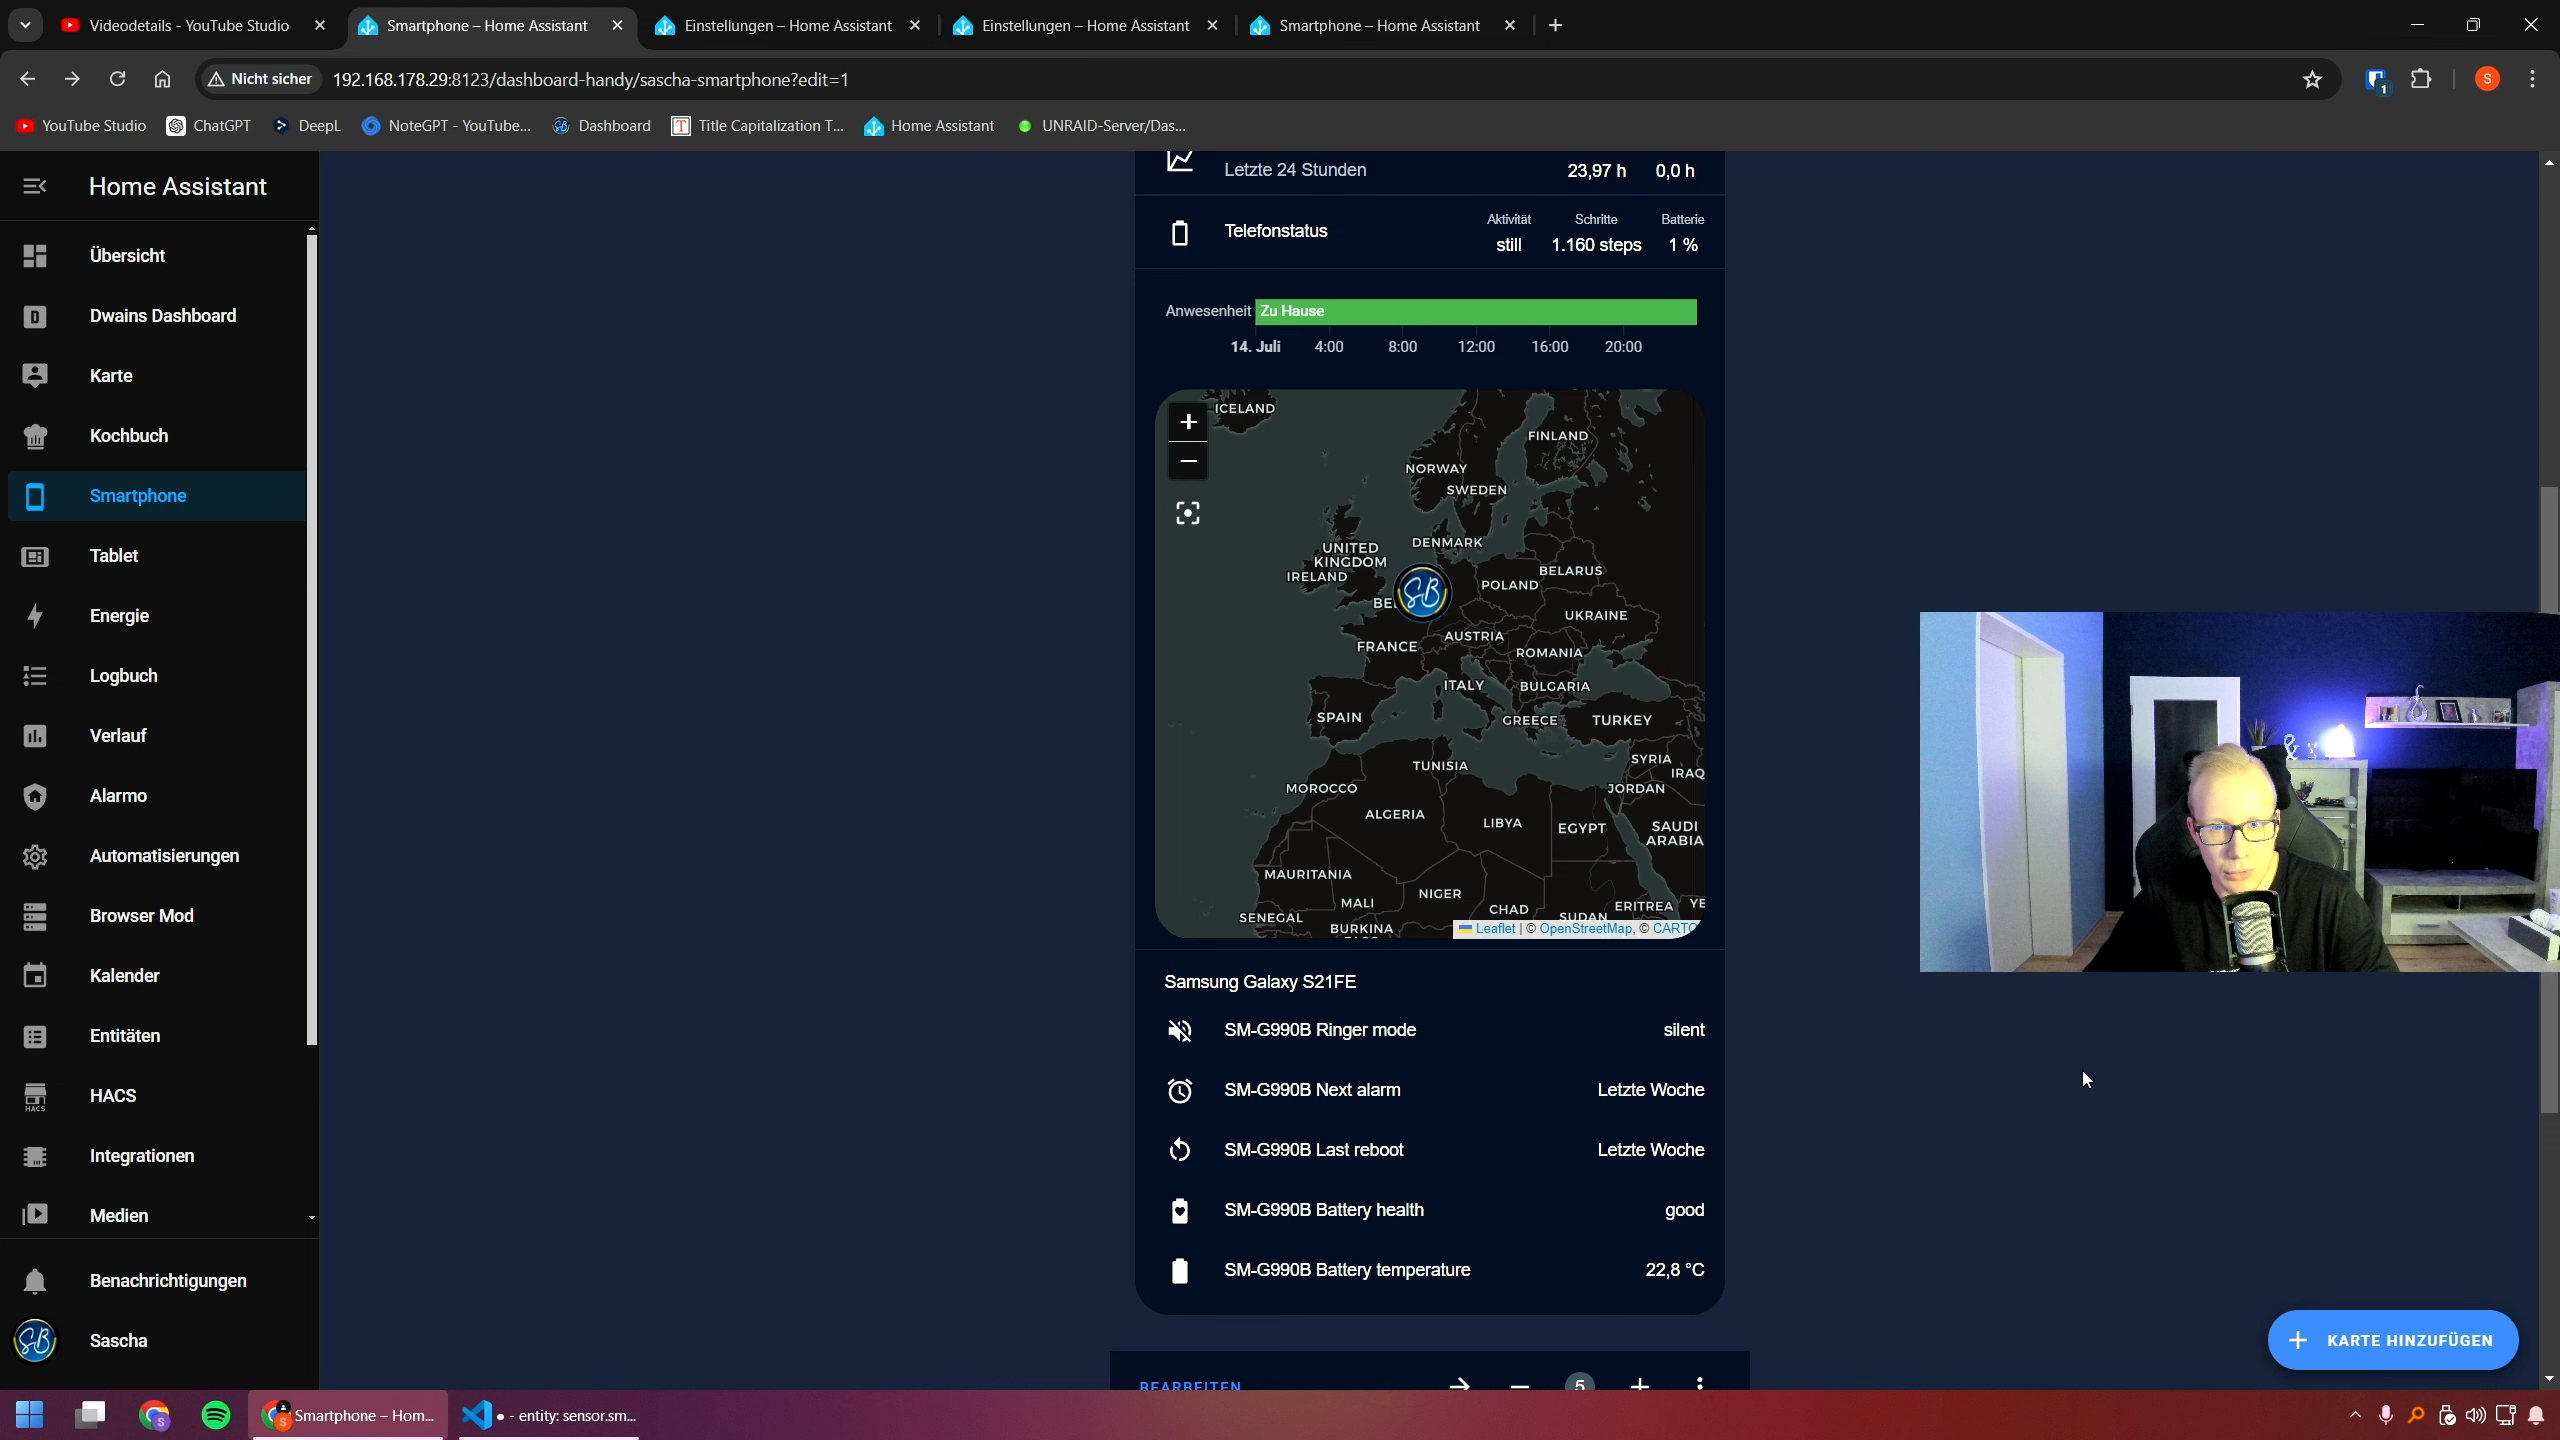 Videodetails - YouTube Studio
Smartphone – Home Assistant
Einstellungen – Home Assistant
Einstellungen – Home Assistant
Smartphone – Home Assistant
Nicht sicher
192.168.178.29:8123/dashboard-handy/sascha-smartphone?edit=1
S
1
YouTube Studio
ChatGPT
DeepL
NoteGPT - YouTube...
Dashboard
Title Capitalization T...
Home Assistant
UNRAID-Server/Das...
Home Assistant
Übersicht
Dwains Dashboard
Karte
Kochbuch
Smartphone
Tablet
Energie
Logbuch
Verlauf
Alarmo
Automatisierungen
Browser Mod
Kalender
Entitäten
HACS
HACS
Integrationen
Medien
Benachrichtigungen
SB Sascha
Letzte 24 Stunden 23,97 h 0,0 h
Aktivität Schritte Batterie
Telefonstatus
still 1.160 steps 1 %
Anwesenheit Zu Hause
14. Juli 4:00 8:00 12:00 16:00 20:00
ICELAND
FINLAND
NORWAY
SWEDEN
DENMARK
UNITED
KINGDOM
IRELAND
BELARUS
POLAND
SB
UKRAINE
AUSTRIA
FRANCE
ROMANIA
ITALY
BULGARIA
SPAIN
GREECE
TURKEY
SYRIA
TUNISIA
IRAQ
MOROCCO
JORDAN
ALGERIA
LIBYA
EGYPT
SAUDI
ARABIA
MAURITANIA
NIGER
MALI
CHAD
ERITREA
YE
SENEGAL
SUDAN
BURKINA
Leaflet | © OpenStreetMap, © CARTO
Samsung Galaxy S21FE
SM-G990B Ringer mode silent
SM-G990B Next alarm Letzte Woche
SM-G990B Last reboot Letzte Woche
SM-G990B Battery health good
SM-G990B Battery temperature 22,8 °C
KARTE HINZUFÜGEN
BEARBEITEN
5
Smartphone – Hom...
● - entity: sensor.sm...